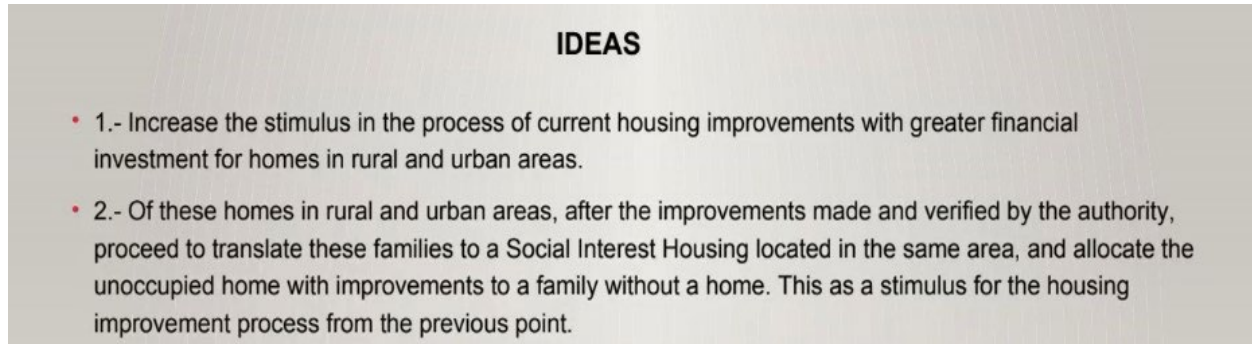 IDEAS
• 1.- Increase the stimulus in the process of current housing improvements with greater financial
investment for homes in rural and urban areas.
• 2.- Of these homes in rural and urban areas, after the improvements made and verified by the authority,
proceed to translate these families to a Social Interest Housing located in the same area, and allocate the
unoccupied home with improvements to a family without a home. This as a stimulus for the housing
improvement process from the previous point.